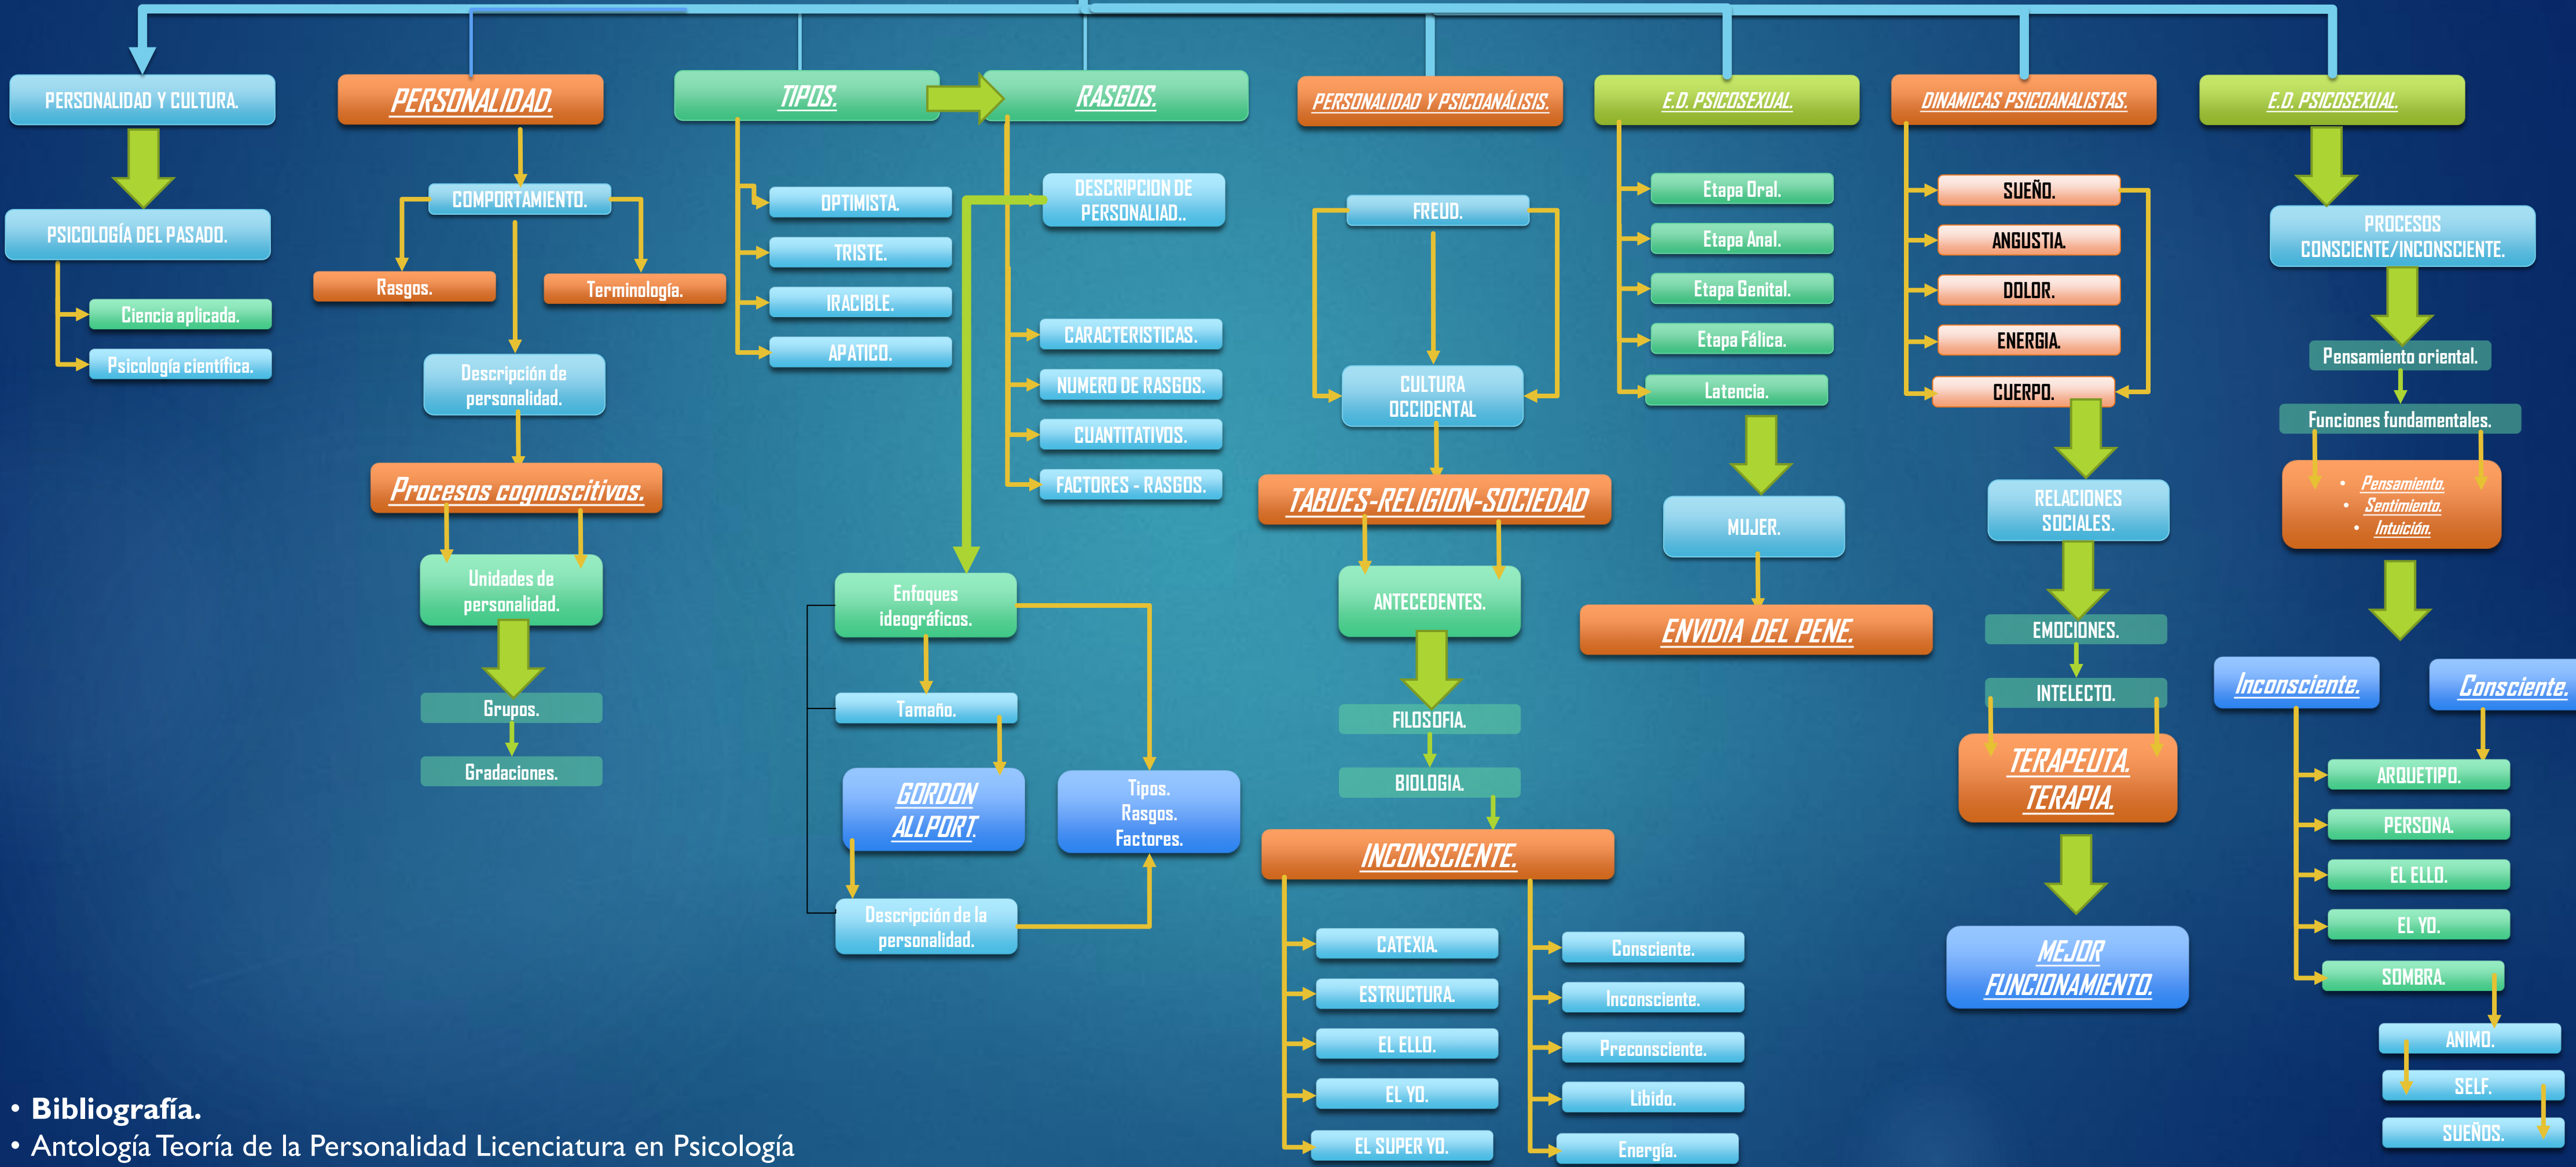 PERSONALIDAD Y CULTURA.
PSICOLOGÍA DEL PASADO.
Ciencia aplicada.
Psicología científica.
PERSONALIDAD.
COMPORTAMIENTO.
Rasgos.
Terminología.
Descripción de
personalidad.
Procesos cognoscitivos.
Unidades de
personalidad.
Grupos.
Gradaciones.
TIPOS.
OPTIMISTA.
TRISTE.
IRACIBLE.
APATICO.
RASGOS.
DESCRIPCION DE
PERSONALIAD..
CARACTERISTICAS.
NUMERO DE RASGOS.
CUANTITATIVOS.
FACTORES - RASGOS.
Enfoques
ideográficos.
Tamaño.
GORDON
ALLPORT.
Tipos.
Rasgos.
Factores.
Descripción de la
personalidad.
PERSONALIDAD Y PSICOANÁLISIS.
FREUD.
CULTURA
OCCIDENTAL
TABUES-RELIGION-SOCIEDAD
ANTECEDENTES.
FILOSOFIA.
BIOLOGIA.
INCONSCIENTE.
CATEXIA.
ESTRUCTURA.
EL ELLO.
EL YO.
EL SUPER YO.
Consciente.
Inconsciente.
Preconsciente.
Libido.
Energía.
E.D. PSICOSEXUAL.
Etapa Oral.
Etapa Anal.
Etapa Genital.
Etapa Fálica.
Latencia.
MUJER.
ENVIDIA DEL PENE.
DINAMICAS PSICOANALISTAS.
SUEÑO.
ANGUSTIA.
DOLOR.
ENERGIA.
CUERPO.
RELACIONES
SOCIALES.
EMOCIONES.
INTELECTO.
TERAPEUTA.
TERAPIA.
MEJOR
FUNCIONAMIENTO.
E.D. PSICOSEXUAL.
PROCESOS
CONSCIENTE/INCONSCIENTE.
Pensamiento oriental.
Funciones fundamentales.
• Pensamiento.
• Sentimiento.
• Intuición.
Inconsciente.
Consciente.
ARQUETIPO.
PERSONA.
EL ELLO.
EL YO.
SOMBRA.
ANIMO.
SELF.
SUEÑOS.
• Bibliografía.
• Antología Teoría de la Personalidad Licenciatura en Psicología